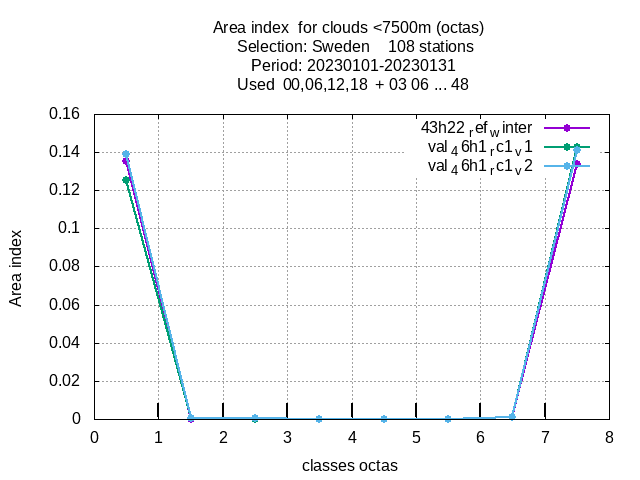 Area index  for clouds <7500m (octas)
Selection: Sweden    108 stations
Period: 20230101-20230131
Used  00,06,12,18  + 03 06 ... 48
43h22 ref winter
val 46h1 rc1 v1
val 46h1 rc1 v2
0.16
0.14
0.12
0.1
0.08
0.06
0.04
0.02
0
Area index
0 1 2 3 4 5 6 7 8
classes octas